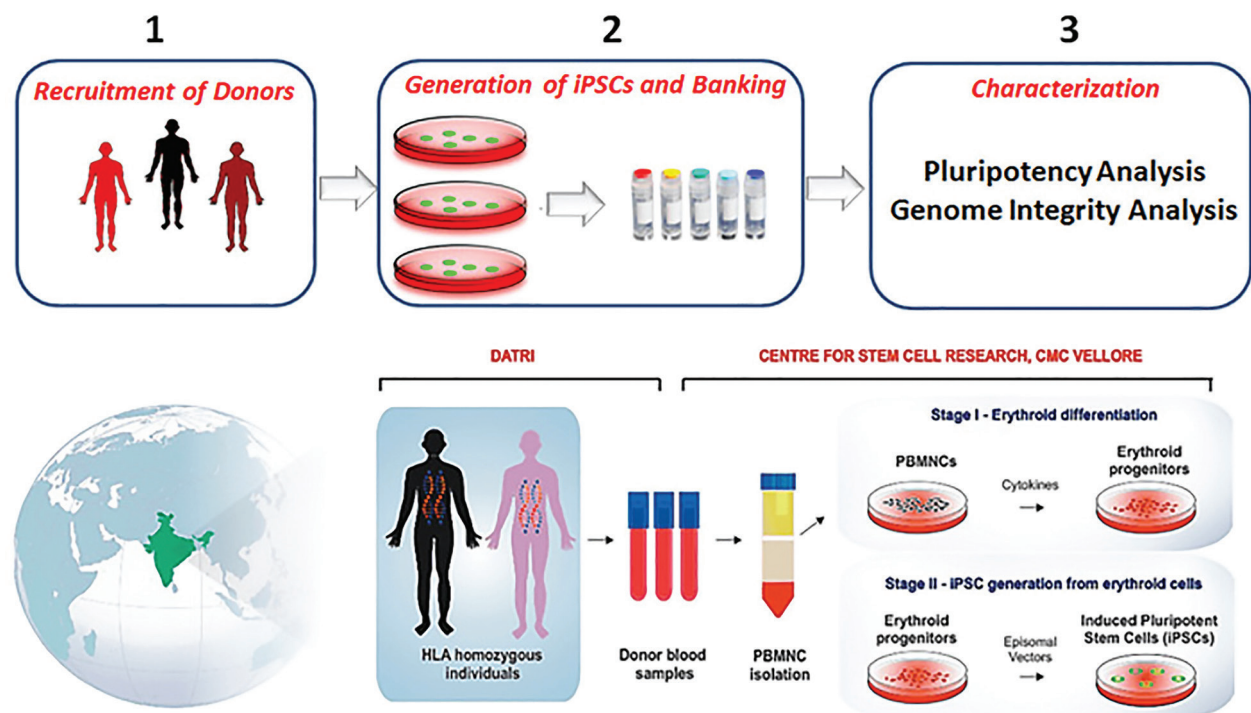 1
2
3
Recruitment of Donors
Generation of iPSCs and Banking
Characterization
Pluripotency Analysis
Genome Integrity Analysis
DATRI
CENTRE FOR STEM CELL RESEARCH, CMC VELLORE
HLA homozygous
individuals
Donor blood
samples
PBMNC
isolation
Stage I - Erythroid differentiation
PBMNCs
Cytokines
Erythroid
progenitors
Stage II - iPSC generation from erythroid cells
Erythroid
progenitors
Episomal
Vectors
Induced Pluripotent
Stem Cells (iPSCs)